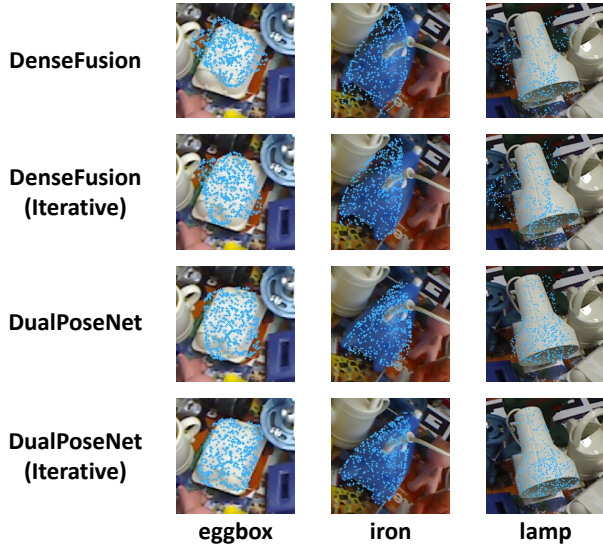 DenseFusion
DenseFusion
(Iterative)
DualPoseNet
DualPoseNet
(Iterative)
eggbox
iron
lamp